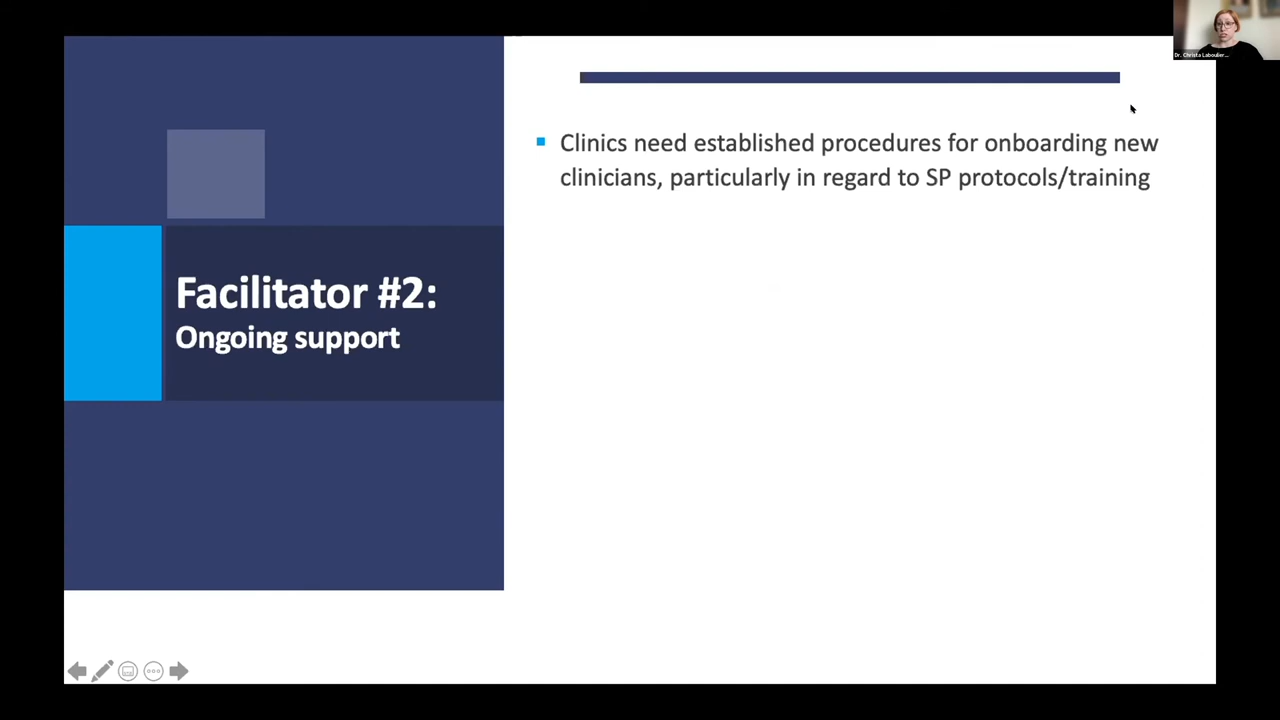 Dr. Christa Labouliere...
Clinics need established procedures for onboarding new
clinicians, particularly in regard to SP protocols/training
Facilitator #2:
Ongoing support